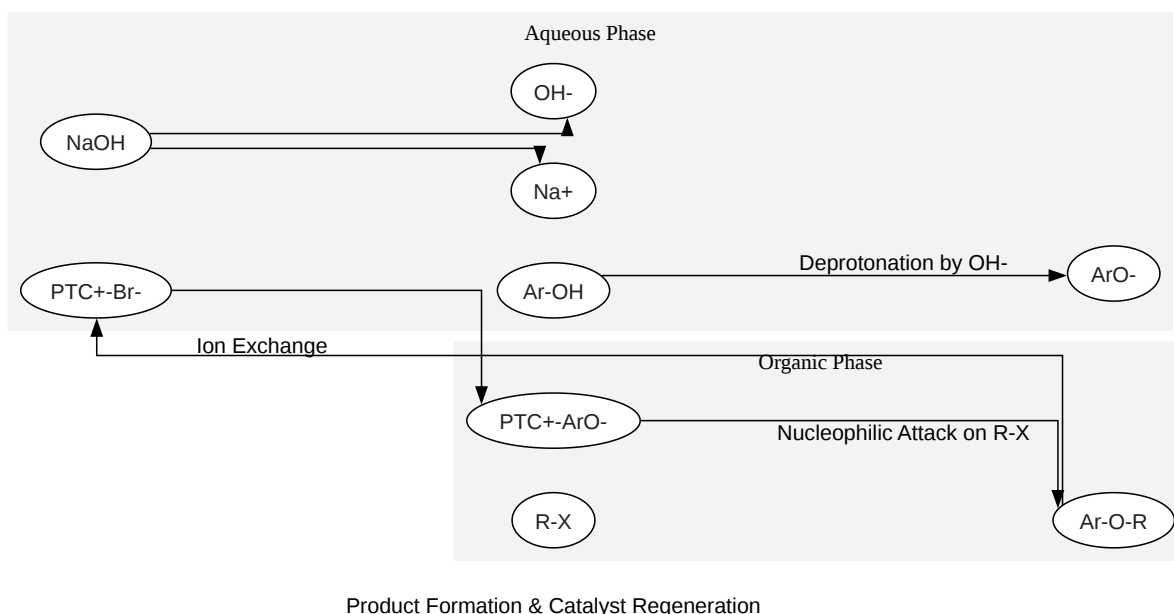 Aqueous Phase
OH-
NaOH
Na+
Deprotonation by OH-
PTC+-Br-
Ar-OH
ArO-
Ion Exchange
Organic Phase
PTC+-ArO-
Nucleophilic Attack on R-X
R-X
Ar-O-R
Product Formation & Catalyst Regeneration